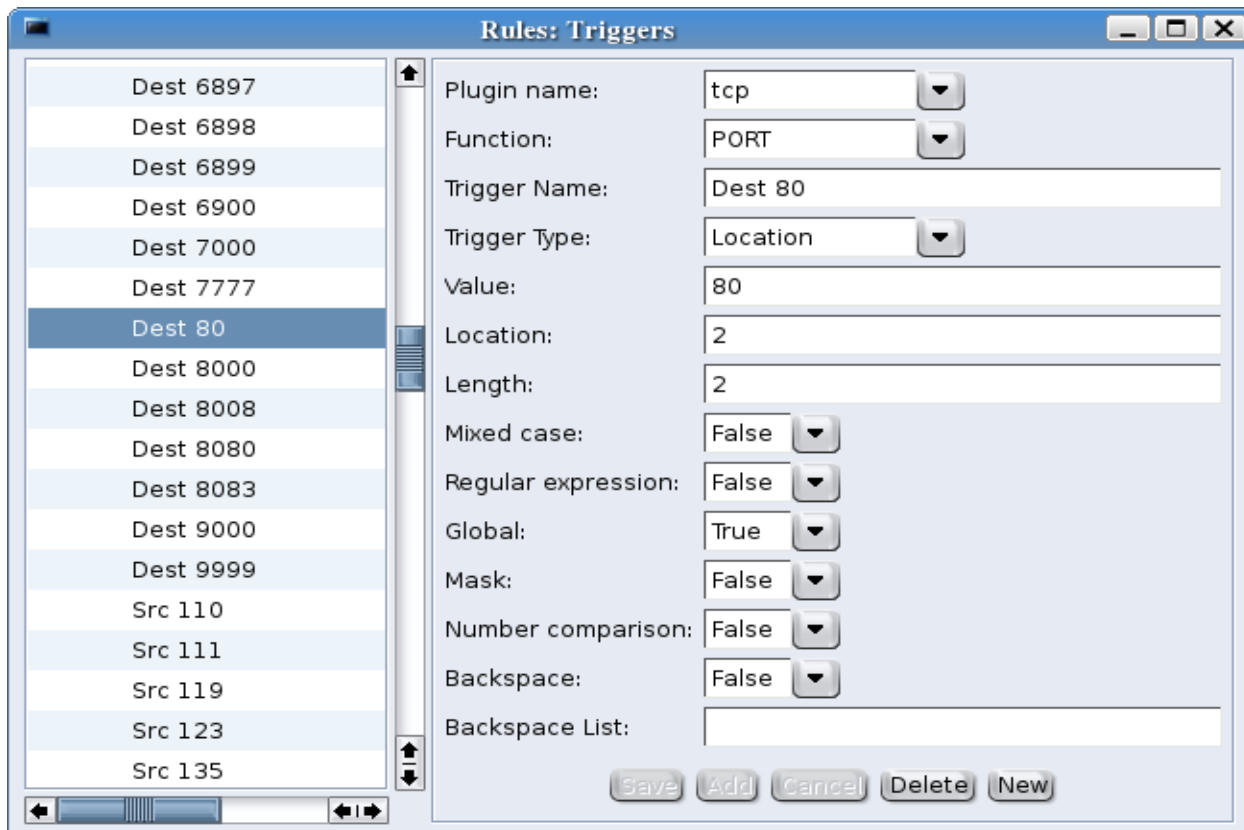 Rules: Triggers
Dest 6897
Dest 6898
Dest 6899
Dest 6900
Dest 7000
Dest 7777
Dest 80
Dest 8000
Dest 8008
Dest 8080
Dest 8083
Dest 9000
Dest 9999
Src 110
Src 111
Src 119
Src 123
Src 135
Plugin name: tcp
Function: PORT
Trigger Name: Dest 80
Trigger Type: Location
Value: 80
Location: 2
Length: 2
Mixed case: False
Regular expression: False
Global: True
Mask: False
Number comparison: False
Backspace: False
Backspace List:
Save Add Cancel Delete New